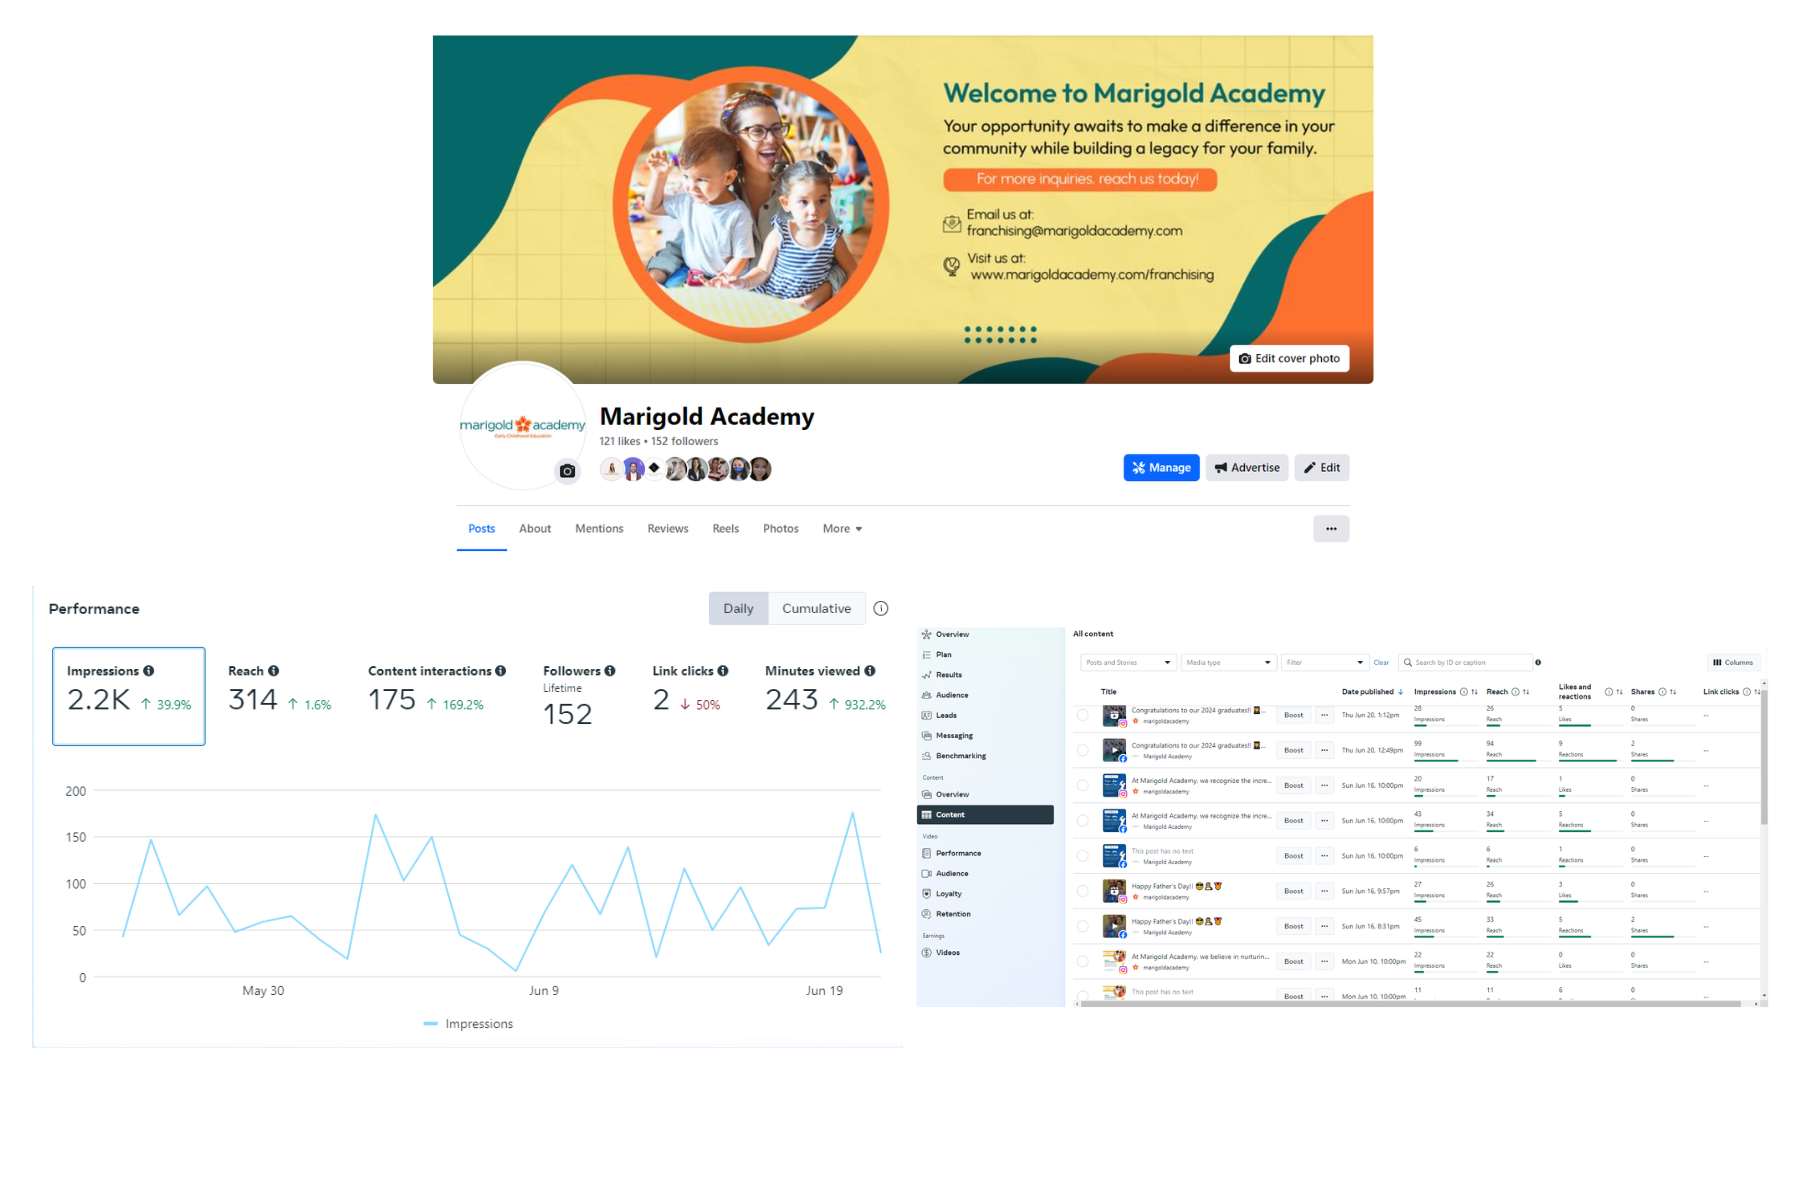 Welcome to Marigold Academy
Your opportunity awaits to make a difference in your
community while building a legacy for your family.
For more inquiries, reach us today!
Email us at:
franchising@marigoldacademy.com
Visit us at:
www.marigoldacademy.com/franchising
Edit cover photo
marigold academy
Early Childhood Education
Marigold Academy
121 likes • 152 followers
Manage
Advertise
Edit
Posts
About
Mentions
Reviews
Reels
Photos
More
Performance
Daily
Cumulative
Impressions
2.2K ↑ 39.9%
Reach
314 ↑ 1.6%
Content interactions
175 ↑ 169.2%
Followers
Lifetime
152
Link clicks
2 ↓ 50%
Minutes viewed
243 ↑ 932.2%
200
150
100
50
0
May 30
Jun 9
Jun 19
Impressions
Overview
Plan
Results
Audience
Leads
Messaging
Benchmarking
Content
Overview
Content
Video
Performance
Audience
Loyalty
Retention
Earnings
Videos
All content
Posts and Stories
Media type
Filter
Clear
Search by ID or caption
Columns
Title
Date published ↓
Impressions
Reach
Likes and
reactions
Shares
Link clicks
Congratulations to our 2024 graduates!! 👩‍🎓...
marigoldacademy
Boost
...
Thu Jun 20, 1:12pm
28
Impressions
26
Reach
5
Likes
0
Shares
--
Congratulations to our 2024 graduates!! 👩‍🎓...
Marigold Academy
Boost
...
Thu Jun 20, 12:49pm
99
Impressions
94
Reach
9
Reactions
2
Shares
--
At Marigold Academy, we recognize the incre...
marigoldacademy
Boost
...
Sun Jun 16, 10:00pm
20
Impressions
17
Reach
1
Likes
0
Shares
--
At Marigold Academy, we recognize the incre...
Marigold Academy
Boost
...
Sun Jun 16, 10:00pm
43
Impressions
34
Reach
5
Reactions
0
Shares
--
This post has no text
Marigold Academy
Boost
...
Sun Jun 16, 10:00pm
6
Impressions
6
Reach
1
Reactions
0
Shares
--
Happy Father's Day!!
marigoldacademy
Boost
...
Sun Jun 16, 9:57pm
27
Impressions
26
Reach
3
Likes
0
Shares
--
Happy Father's Day!!
Marigold Academy
Boost
...
Sun Jun 16, 8:31pm
45
Impressions
33
Reach
5
Reactions
2
Shares
--
At Marigold Academy, we believe in nurturin...
marigoldacademy
Boost
...
Mon Jun 10, 10:00pm
22
Impressions
22
Reach
0
Likes
0
Shares
--
This post has no text
Boost
...
Mon Jun 10, 10:00pm
11
Impressions
11
Reach
6
Reactions
0
Shares
--